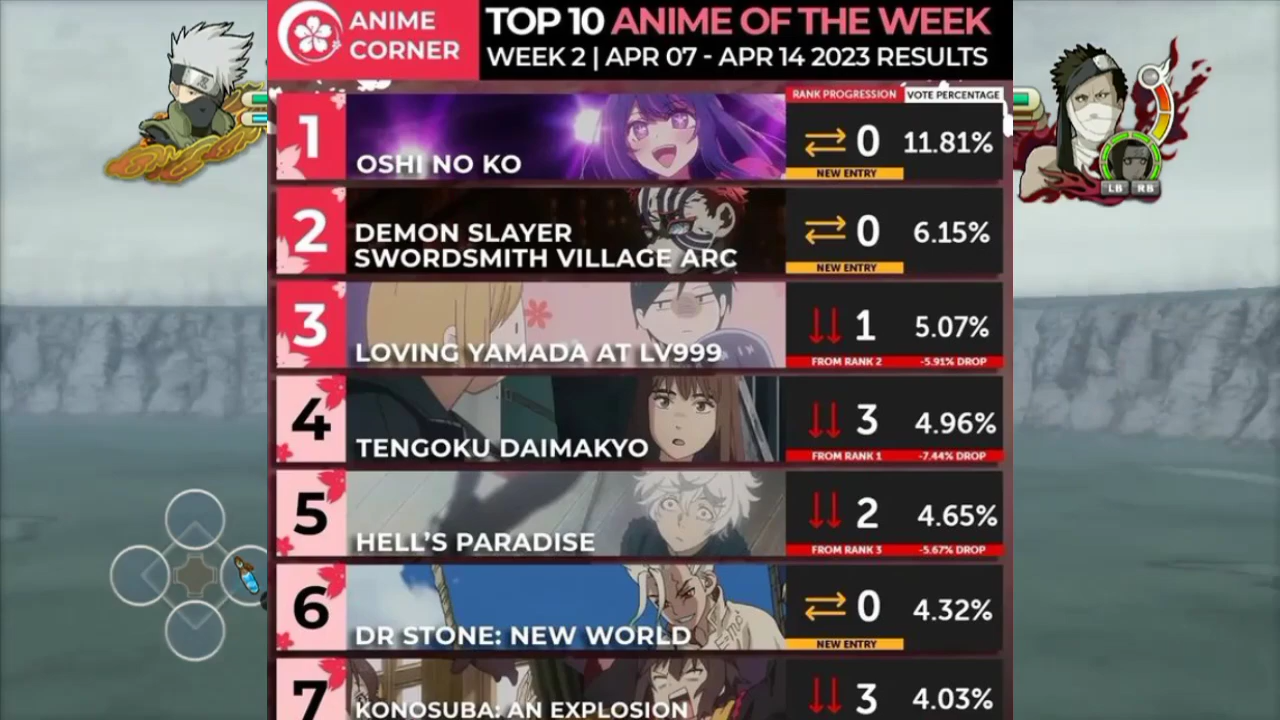 ANIME
CORNER
TOP 10 ANIME OF THE WEEK
WEEK 2 | APR 07 - APR 14 2023 RESULTS
RANK PROGRESSION
VOTE PERCENTAGE
1
OSHI NO KO
0
11.81%
NEW ENTRY
2
DEMON SLAYER
SWORDSMITH VILLAGE ARC
0
6.15%
NEW ENTRY
3
LOVING YAMADA AT LV999
1
5.07%
FROM RANK 2
-5.91% DROP
4
TENGOKU DAIMAKYO
3
4.96%
FROM RANK 1
-7.44% DROP
5
HELL'S PARADISE
2
4.65%
FROM RANK 3
-5.67% DROP
6
DR STONE: NEW WORLD
0
4.32%
NEW ENTRY
7
KONOSUBA: AN EXPLOSION
3
4.03%
LB RB